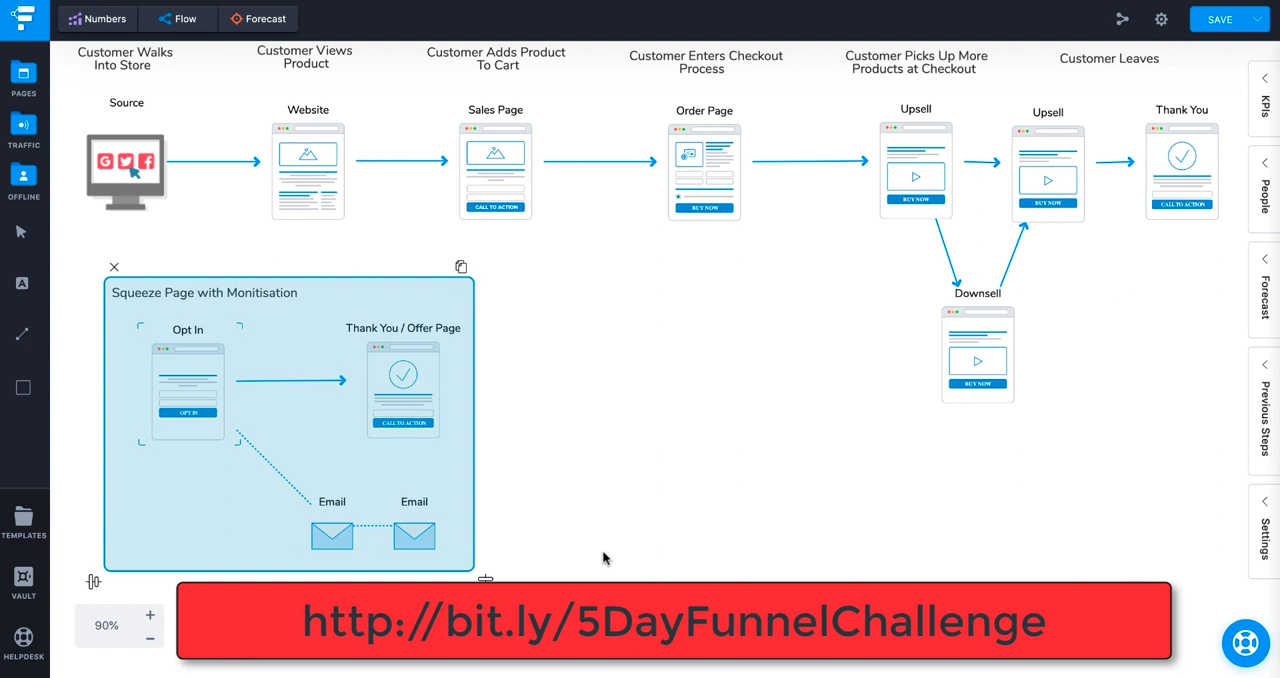 Numbers
Flow
Forecast
SAVE
PAGES
TRAFFIC
OFFLINE
TEMPLATES
VAULT
HELPDESK
Customer Walks
Into Store
Customer Views
Product
Customer Adds Product
To Cart
Customer Enters Checkout
Process
Customer Picks Up More
Products at Checkout
Customer Leaves
Source
Website
Sales Page
CALL TO ACTION
Order Page
BUY NOW
Upsell
BUY NOW
Upsell
BUY NOW
Thank You
CALL TO ACTION
Downsell
BUY NOW
Squeeze Page with Monitisation
Opt In
OPT IN
Thank You / Offer Page
CALL TO ACTION
Email
Email
KPIs
People
Forecast
Previous Steps
Settings
90%
http://bit.ly/5DayFunnelChallenge